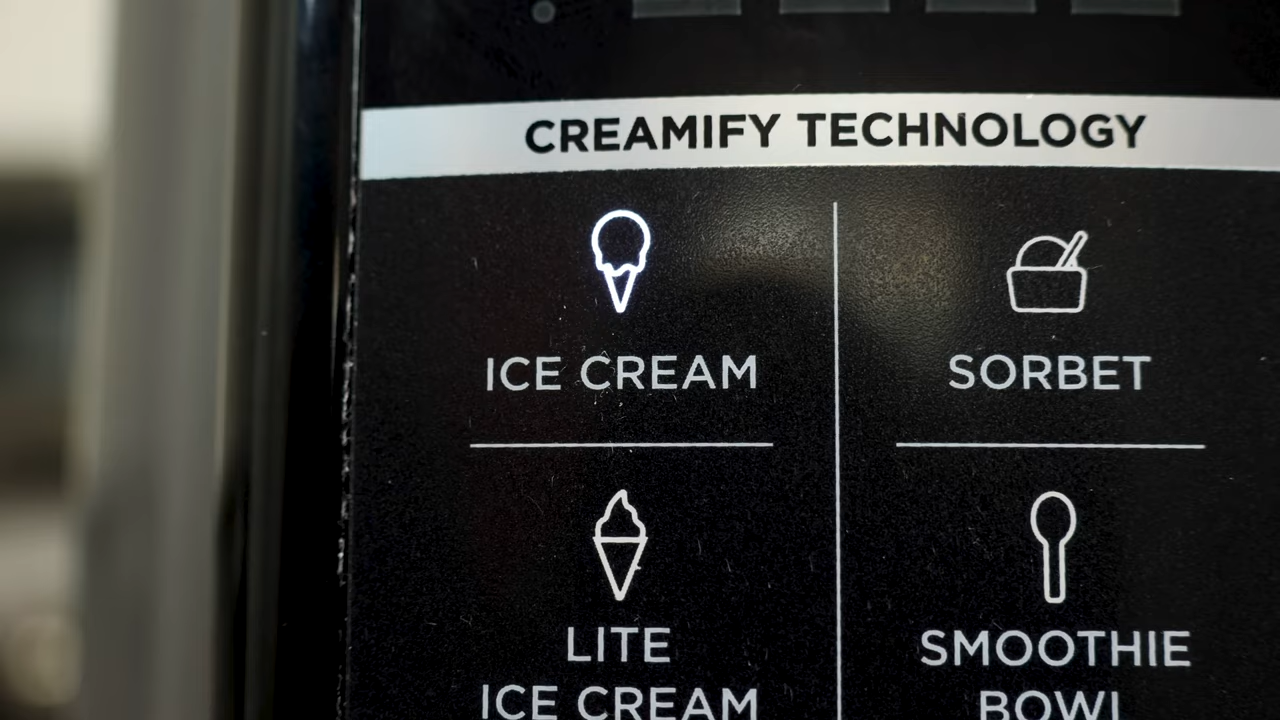 CREAMIFY TECHNOLOGY
ICE CREAM
SORBET
LITE
ICE CREAM
SMOOTHIE
BOWL